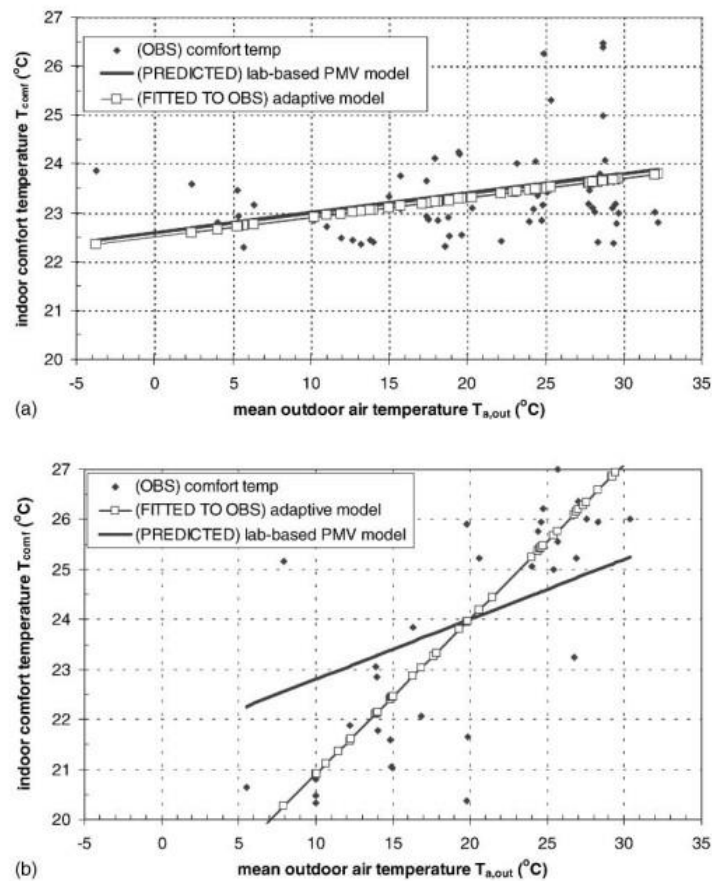 27
26
25
24
23
22
21
20
indoor comfort temperature Tcomf (°C)
(OBS) comfort temp
(PREDICTED) lab-based PMV model
(FITTED TO OBS) adaptive model
-5 0 5 10 15 20 25 30 35
(a) mean outdoor air temperature Ta,out (°C)
27
26
25
24
23
22
21
20
indoor comfort temperature Tcomf (°C)
(OBS) comfort temp
(FITTED TO OBS) adaptive model
(PREDICTED) lab-based PMV model
-5 0 5 10 15 20 25 30 35
(b) mean outdoor air temperature Ta,out (°C)